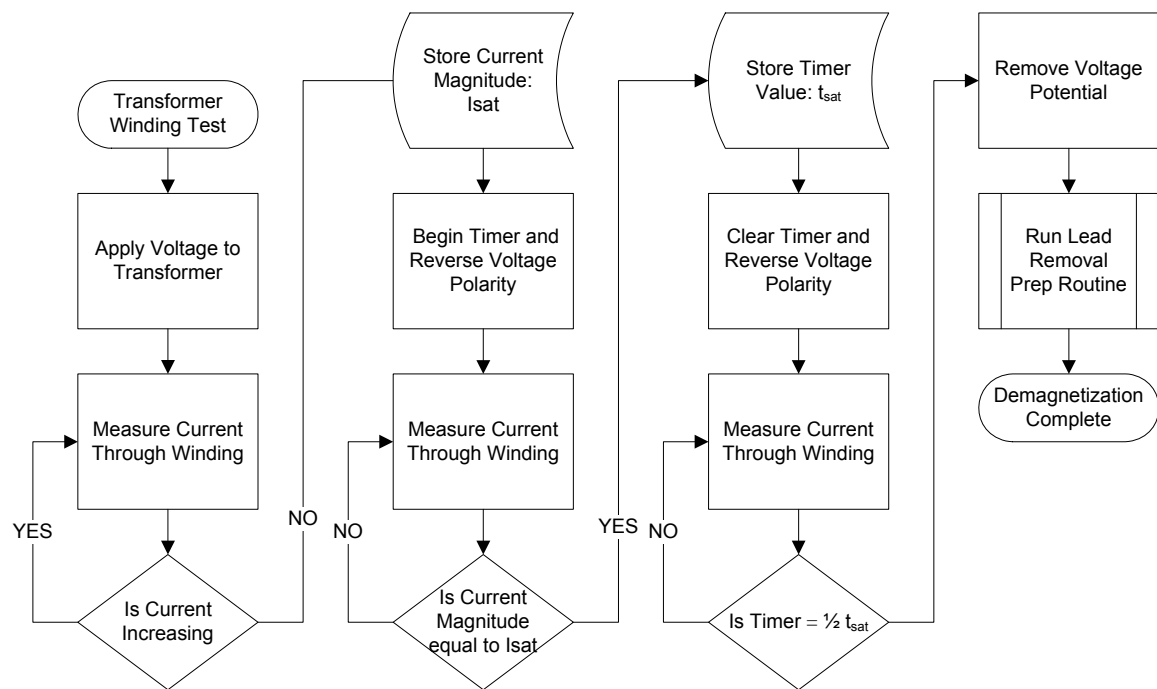 Transformer
Winding Test
Apply Voltage to
Transformer
Measure Current
Through Winding
YES
Is Current
Increasing
NO
Store Current
Magnitude:
Isat
Begin Timer and
Reverse Voltage
Polarity
Measure Current
Through Winding
NO
Is Current
Magnitude
equal to Isat
YES
Store Timer
Value: tsat
Clear Timer and
Reverse Voltage
Polarity
Measure Current
Through Winding
NO
Is Timer = ½ tsat
Remove Voltage
Potential
Run Lead
Removal
Prep Routine
Demagnetization
Complete